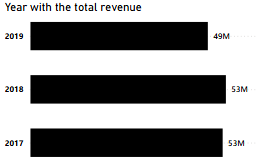 Year with the total revenue
2019 49M
2018 53M
2017 53M